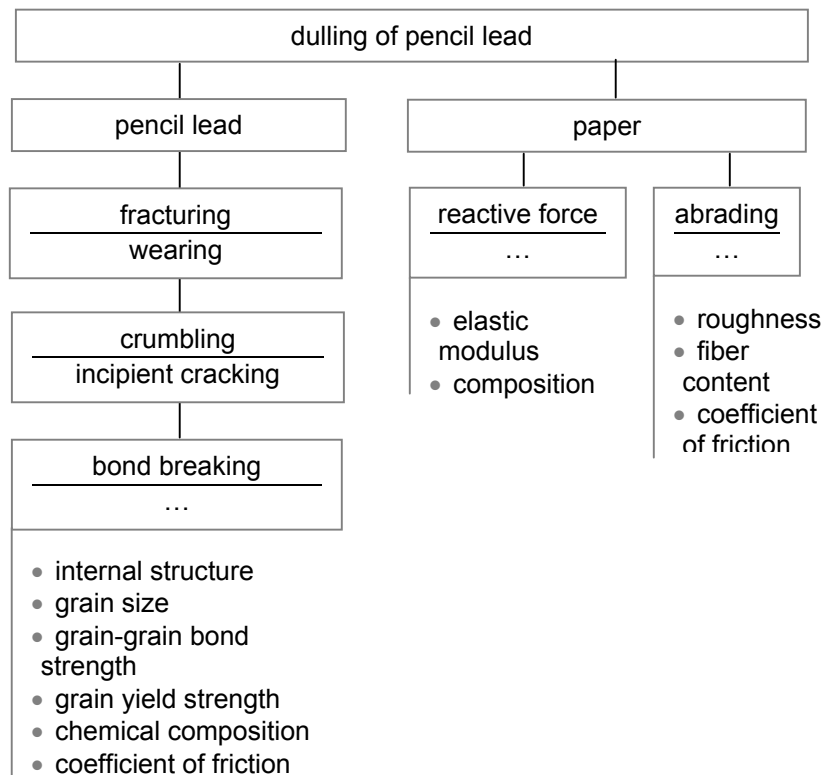 dulling of pencil lead
pencil lead
paper
fracturing
wearing
reactive force
…
abrading
…
crumbling
incipient cracking
• elastic
modulus
• composition
• roughness
• fiber
content
• coefficient
of friction
bond breaking
…
• internal structure
• grain size
• grain-grain bond
strength
• grain yield strength
• chemical composition
• coefficient of friction